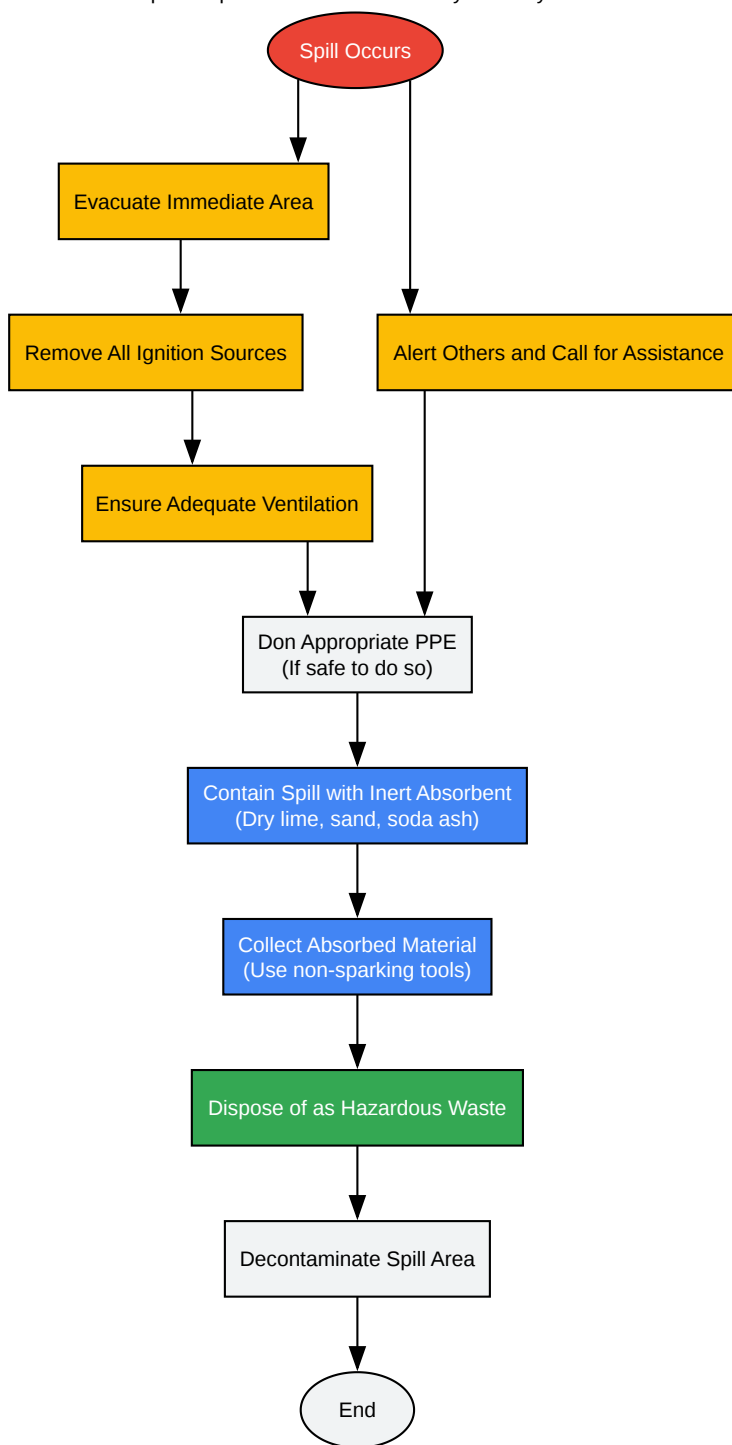 Spill Occurs
Evacuate Immediate Area
Remove All Ignition Sources
Alert Others and Call for Assistance
Ensure Adequate Ventilation
Don Appropriate PPE
(If safe to do so)
Contain Spill with Inert Absorbent
(Dry lime, sand, soda ash)
Collect Absorbed Material
(Use non-sparking tools)
Dispose of as Hazardous Waste
Decontaminate Spill Area
End